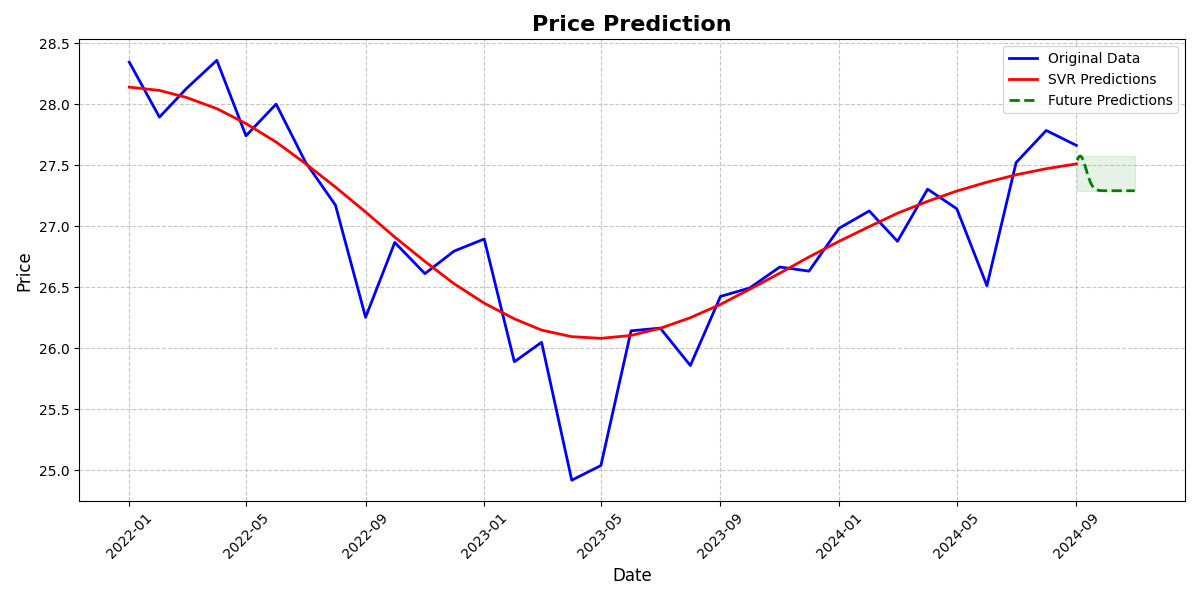 Price Prediction
Original Data
SVR Predictions
Future Predictions
28.5
28.0
27.5
27.0
26.5
26.0
25.5
25.0
Price
2022-01
2022-05
2022-09
2023-01
2023-05
2023-09
2024-01
2024-05
2024-09
Date